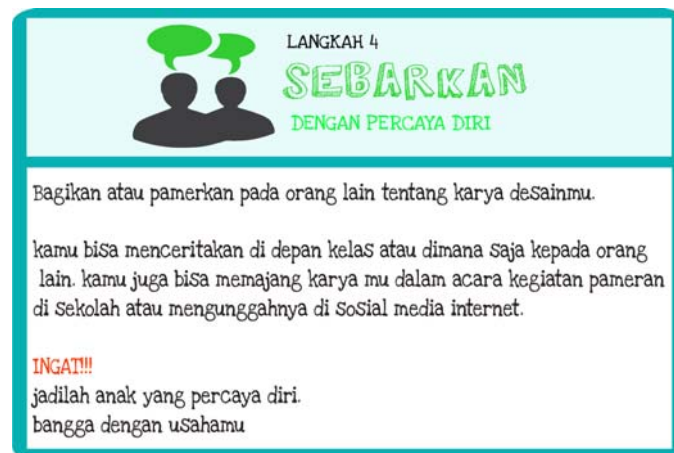 LANGKAH 4
SEBARKAN
DENGAN PERCAYA DIRI
Bagikan atau pamerkan pada orang lain tentang karya desainmu.
kamu bisa menceritakan di depan kelas atau dimana saja kepada orang
lain. kamu juga bisa memajang karya mu dalam acara kegiatan pameran
di sekolah atau mengunggahnya di sosial media internet.
INGAT!!!
jadilah anak yang percaya diri.
bangga dengan usahamu